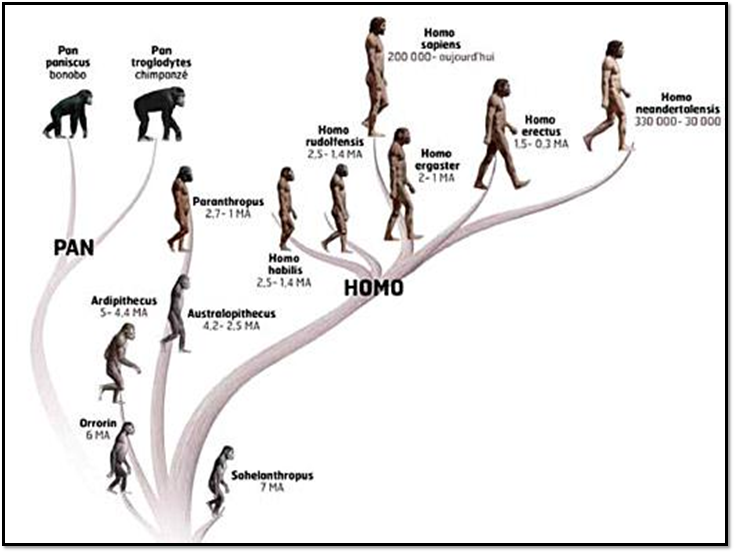 Pan
paniscus
bonobo
Pan
troglodytes
chimpanzé
Homo
sapiens
200 000- aujourd'hui
Homo
neandertalensis
330 000- 30 000
Homo
erectus
1,5- 0,3 MA
Homo
rudolfensis
2,5- 1,4 MA
Homo
ergaster
2- 1 MA
Paranthropus
2,7- 1 MA
PAN
Homo
habilis
2,5- 1,4 MA
HOMO
Ardipithecus
5- 4,4 MA
Australopithecus
4,2- 2,5 MA
Orrorin
6 MA
Sahelanthropus
7 MA